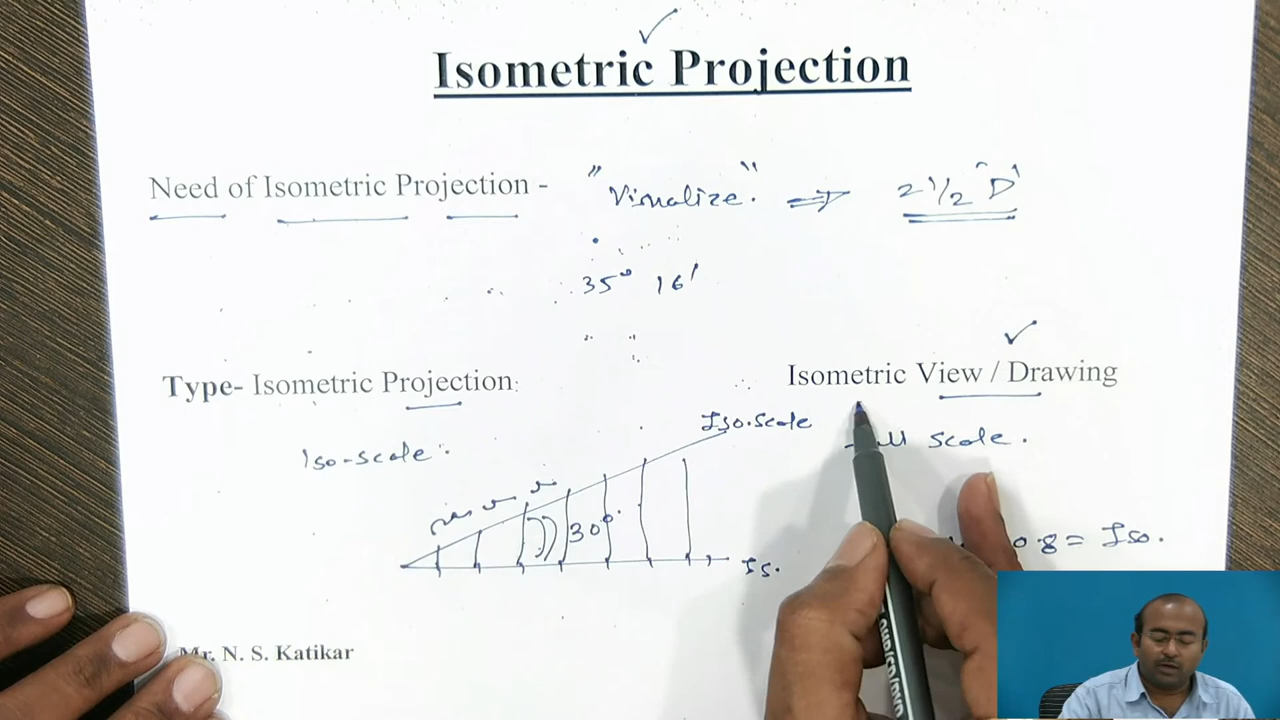 Isometric Projection
Need of Isometric Projection - "Visualize." ⇒ 2 1/2 "D"
35° 16'
Type- Isometric Projection:
Isometric View / Drawing
Iso-scale:
Iso.Scale
scale.
30°
0.8 = Iso.
Mr. N. S. Katikar